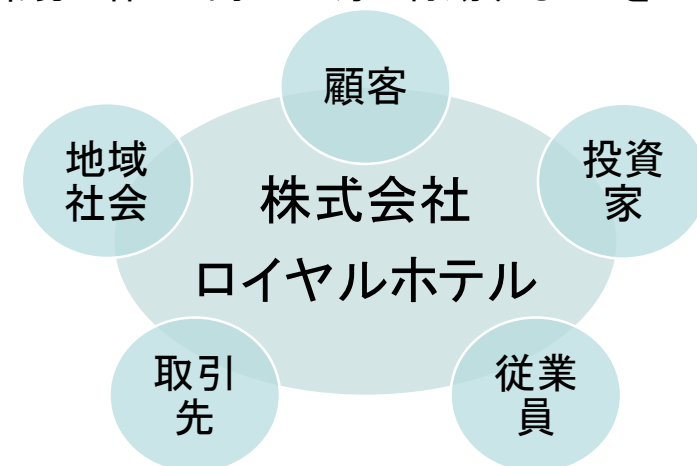 顧客
地域
社会
投資
家
株式会社
ロイヤルホテル
取引
先
従業
員